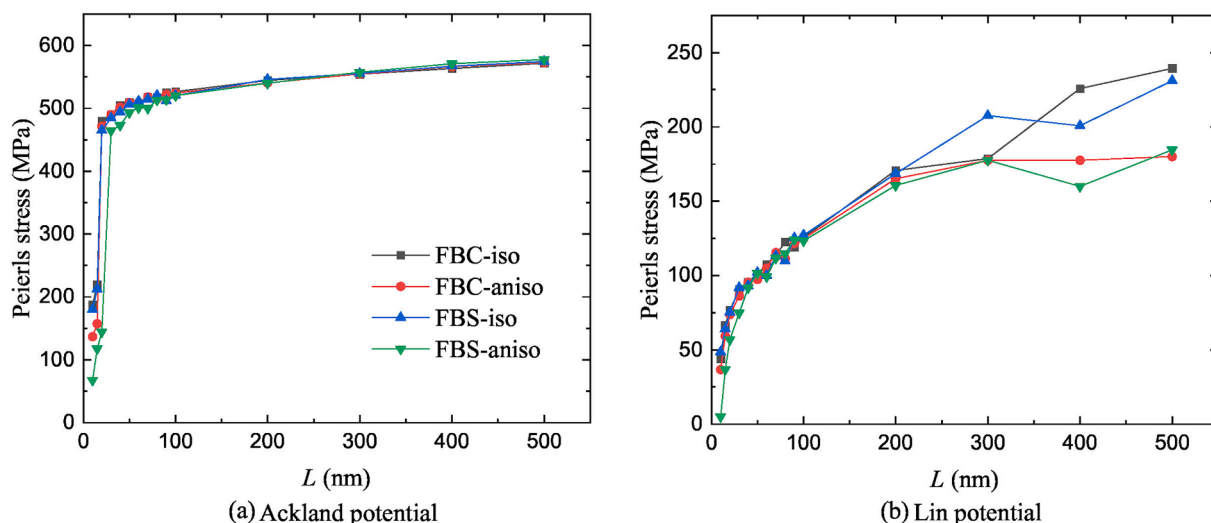 600
500
400
300
200
100
0
Peierls stress (MPa)
FBC-iso
FBC-aniso
FBS-iso
FBS-aniso
0 100 200 300 400 500
L (nm)
(a) Ackland potential
250
200
150
100
50
0
Peierls stress (MPa)
0 100 200 300 400 500
L (nm)
(b) Lin potential